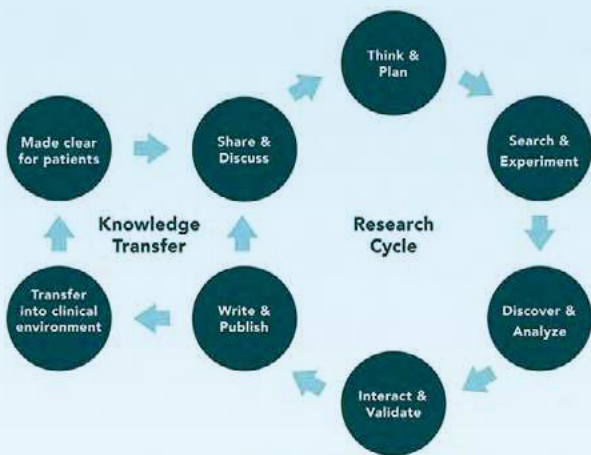 Think &
Plan
Made clear
for patients
Share &
Discuss
Search &
Experiment
Knowledge
Transfer
Research
Cycle
Transfer
into clinical
environment
Write &
Publish
Discover &
Analyze
Interact &
Validate